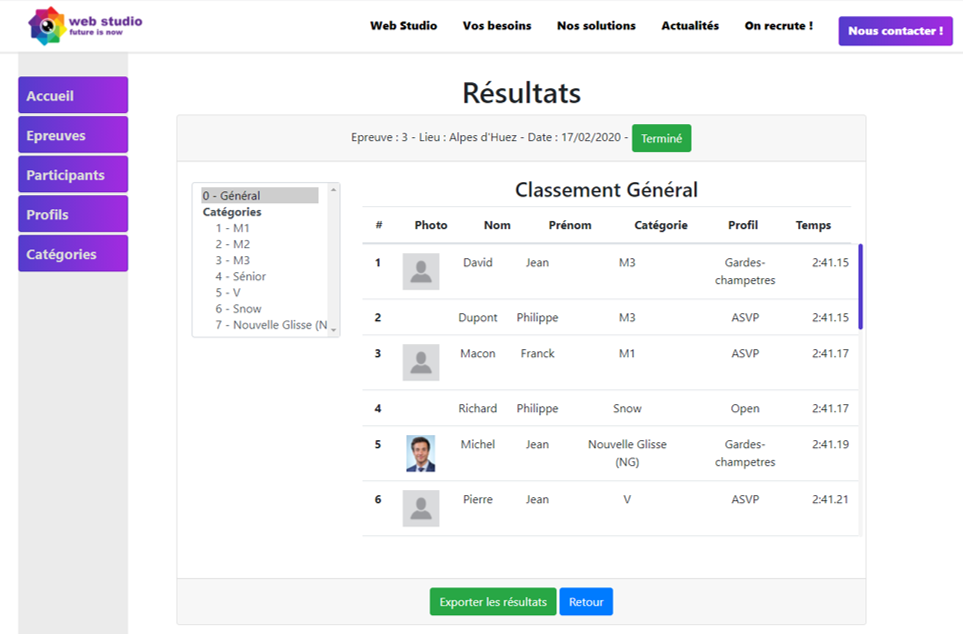 web studio
future is now
Web Studio Vos besoins Nos solutions Actualités On recrute ! Nous contacter !
Accueil
Epreuves
Participants
Profils
Catégories
Résultats
Epreuve : 3 - Lieu : Alpes d'Huez - Date : 17/02/2020 - Terminé
0 - Général
Catégories
1 - M1
2 - M2
3 - M3
4 - Sénior
5 - V
6 - Snow
7 - Nouvelle Glisse (N
Classement Général
# Photo Nom Prénom Catégorie Profil Temps
1 David Jean M3 Gardes- 2:41.15
champetres
2 Dupont Philippe M3 ASVP 2:41.15
3 Macon Franck M1 ASVP 2:41.17
4 Richard Philippe Snow Open 2:41.17
5 Michel Jean Nouvelle Glisse Gardes- 2:41.19
(NG) champetres
6 Pierre Jean V ASVP 2:41.21
Exporter les résultats Retour